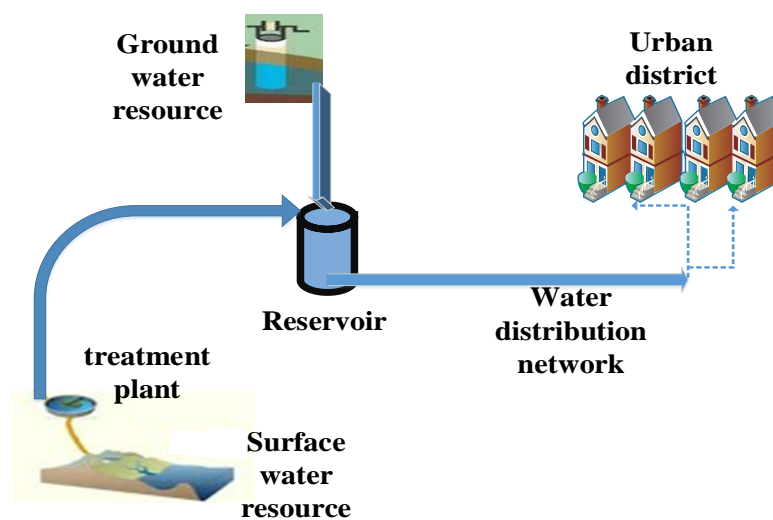 Ground
water
resource
Urban
district
Reservoir
Water
distribution
network
treatment
plant
Surface
water
resource